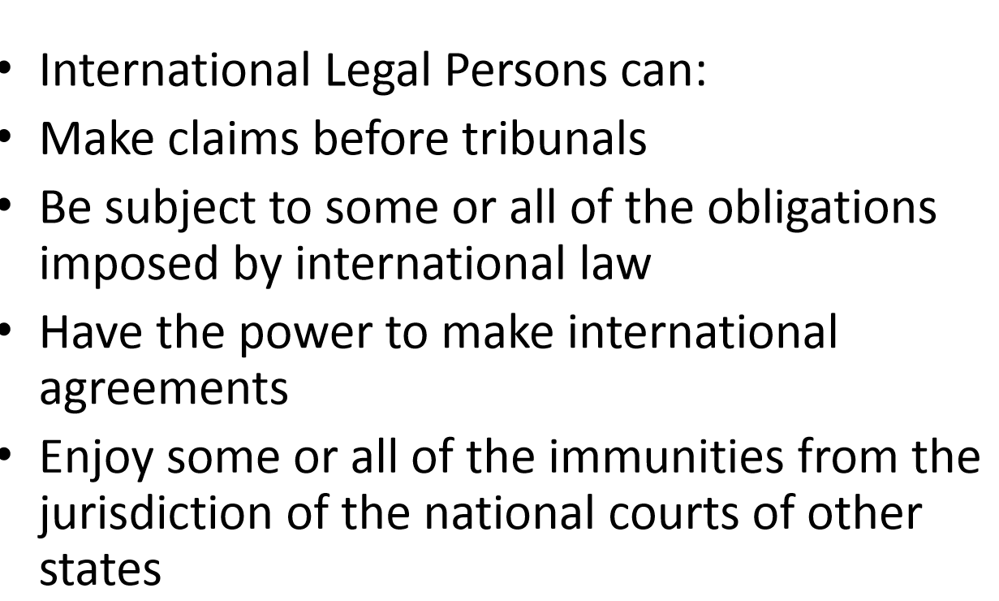 • International Legal Persons can:
• Make claims before tribunals
• Be subject to some or all of the obligations
imposed by international law
• Have the power to make international
agreements
• Enjoy some or all of the immunities from the
jurisdiction of the national courts of other
states